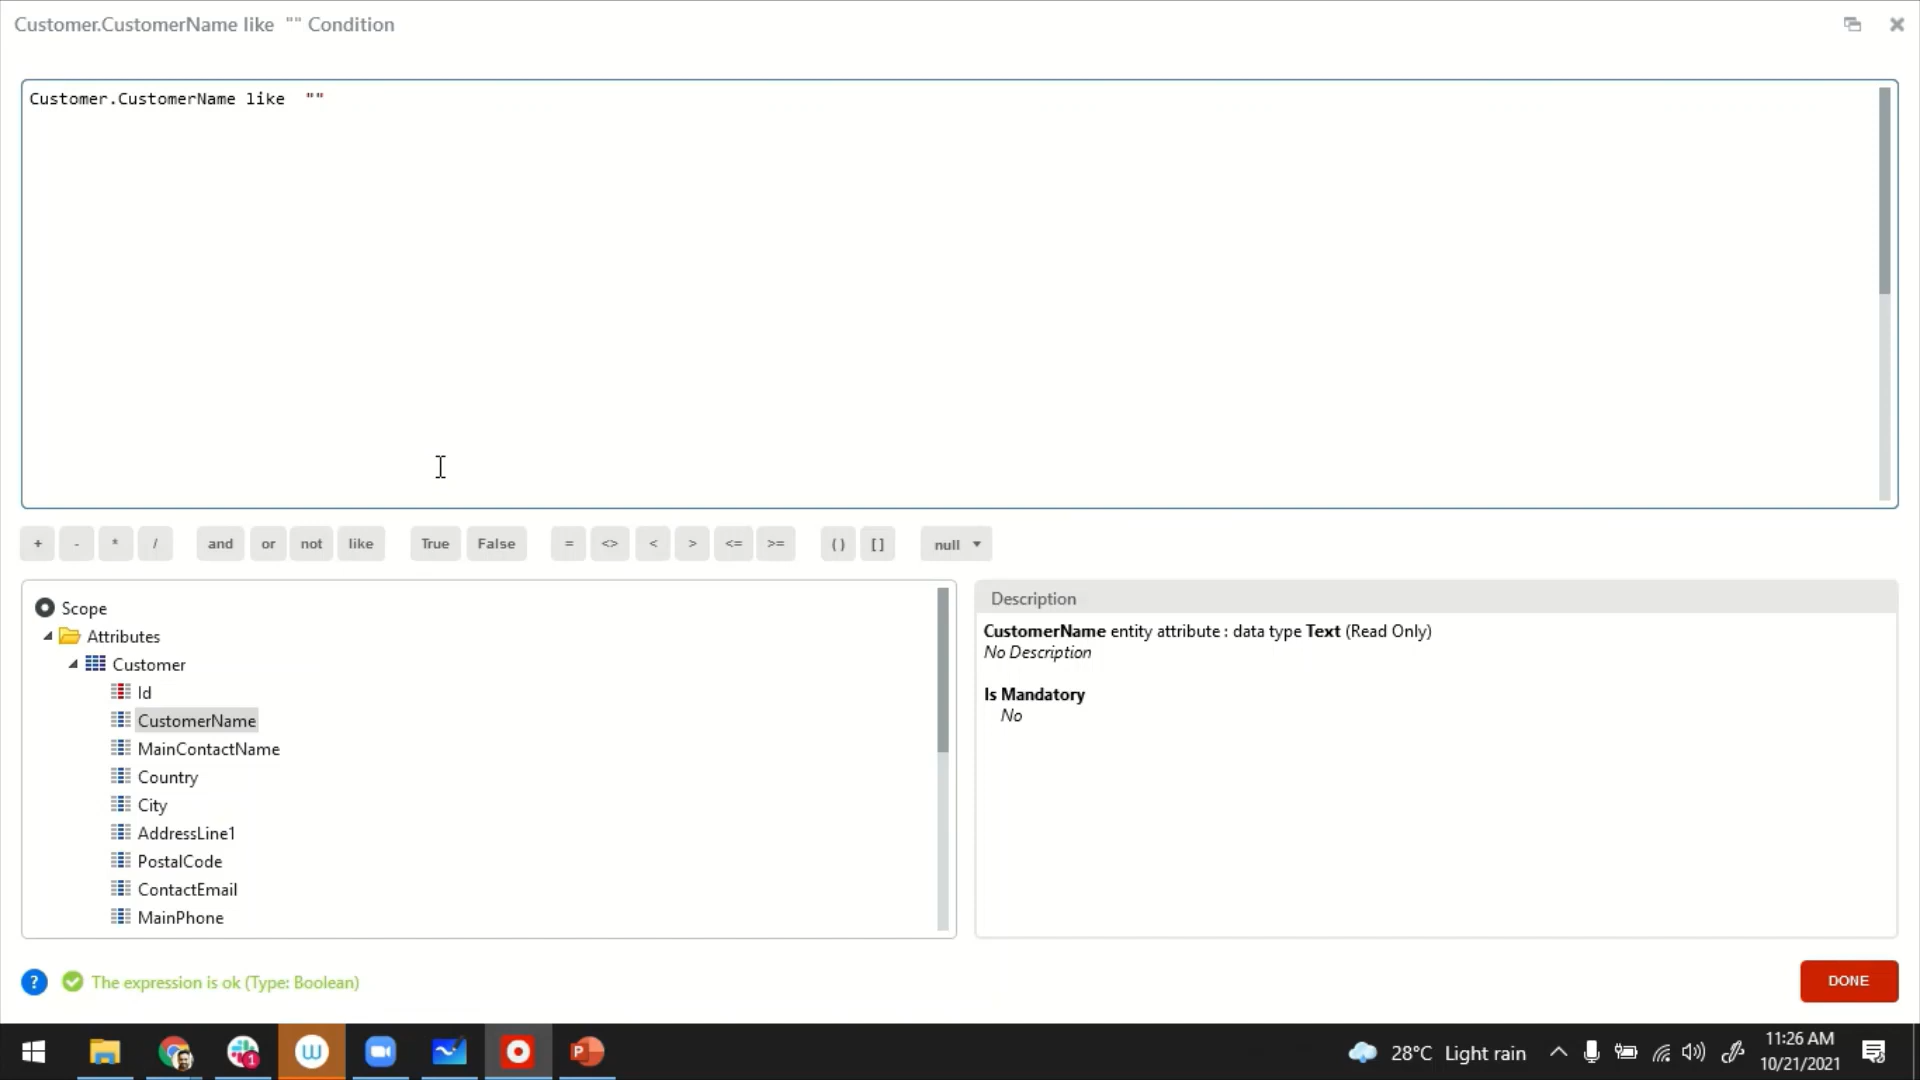 Customer.CustomerName like "" Condition
Customer.CustomerName like ""
+ - * / and or not like True False = <> < > <= >= () [] null
Scope
Attributes
Customer
Id
CustomerName
MainContactName
Country
City
AddressLine1
PostalCode
ContactEmail
MainPhone
Description
CustomerName entity attribute : data type Text (Read Only)
No Description
Is Mandatory
No
? The expression is ok (Type: Boolean)
DONE
1
28°C Light rain
11:26 AM
10/21/2021